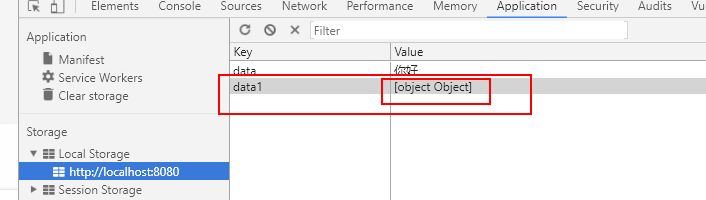 Elements Console Sources Network Performance Memory Application Security Audits
Application
Manifest
Service Workers
Clear storage
Storage
Local Storage
http://localhost:8080
Session Storage
Filter
Key Value
data 你好
data1 [object Object]